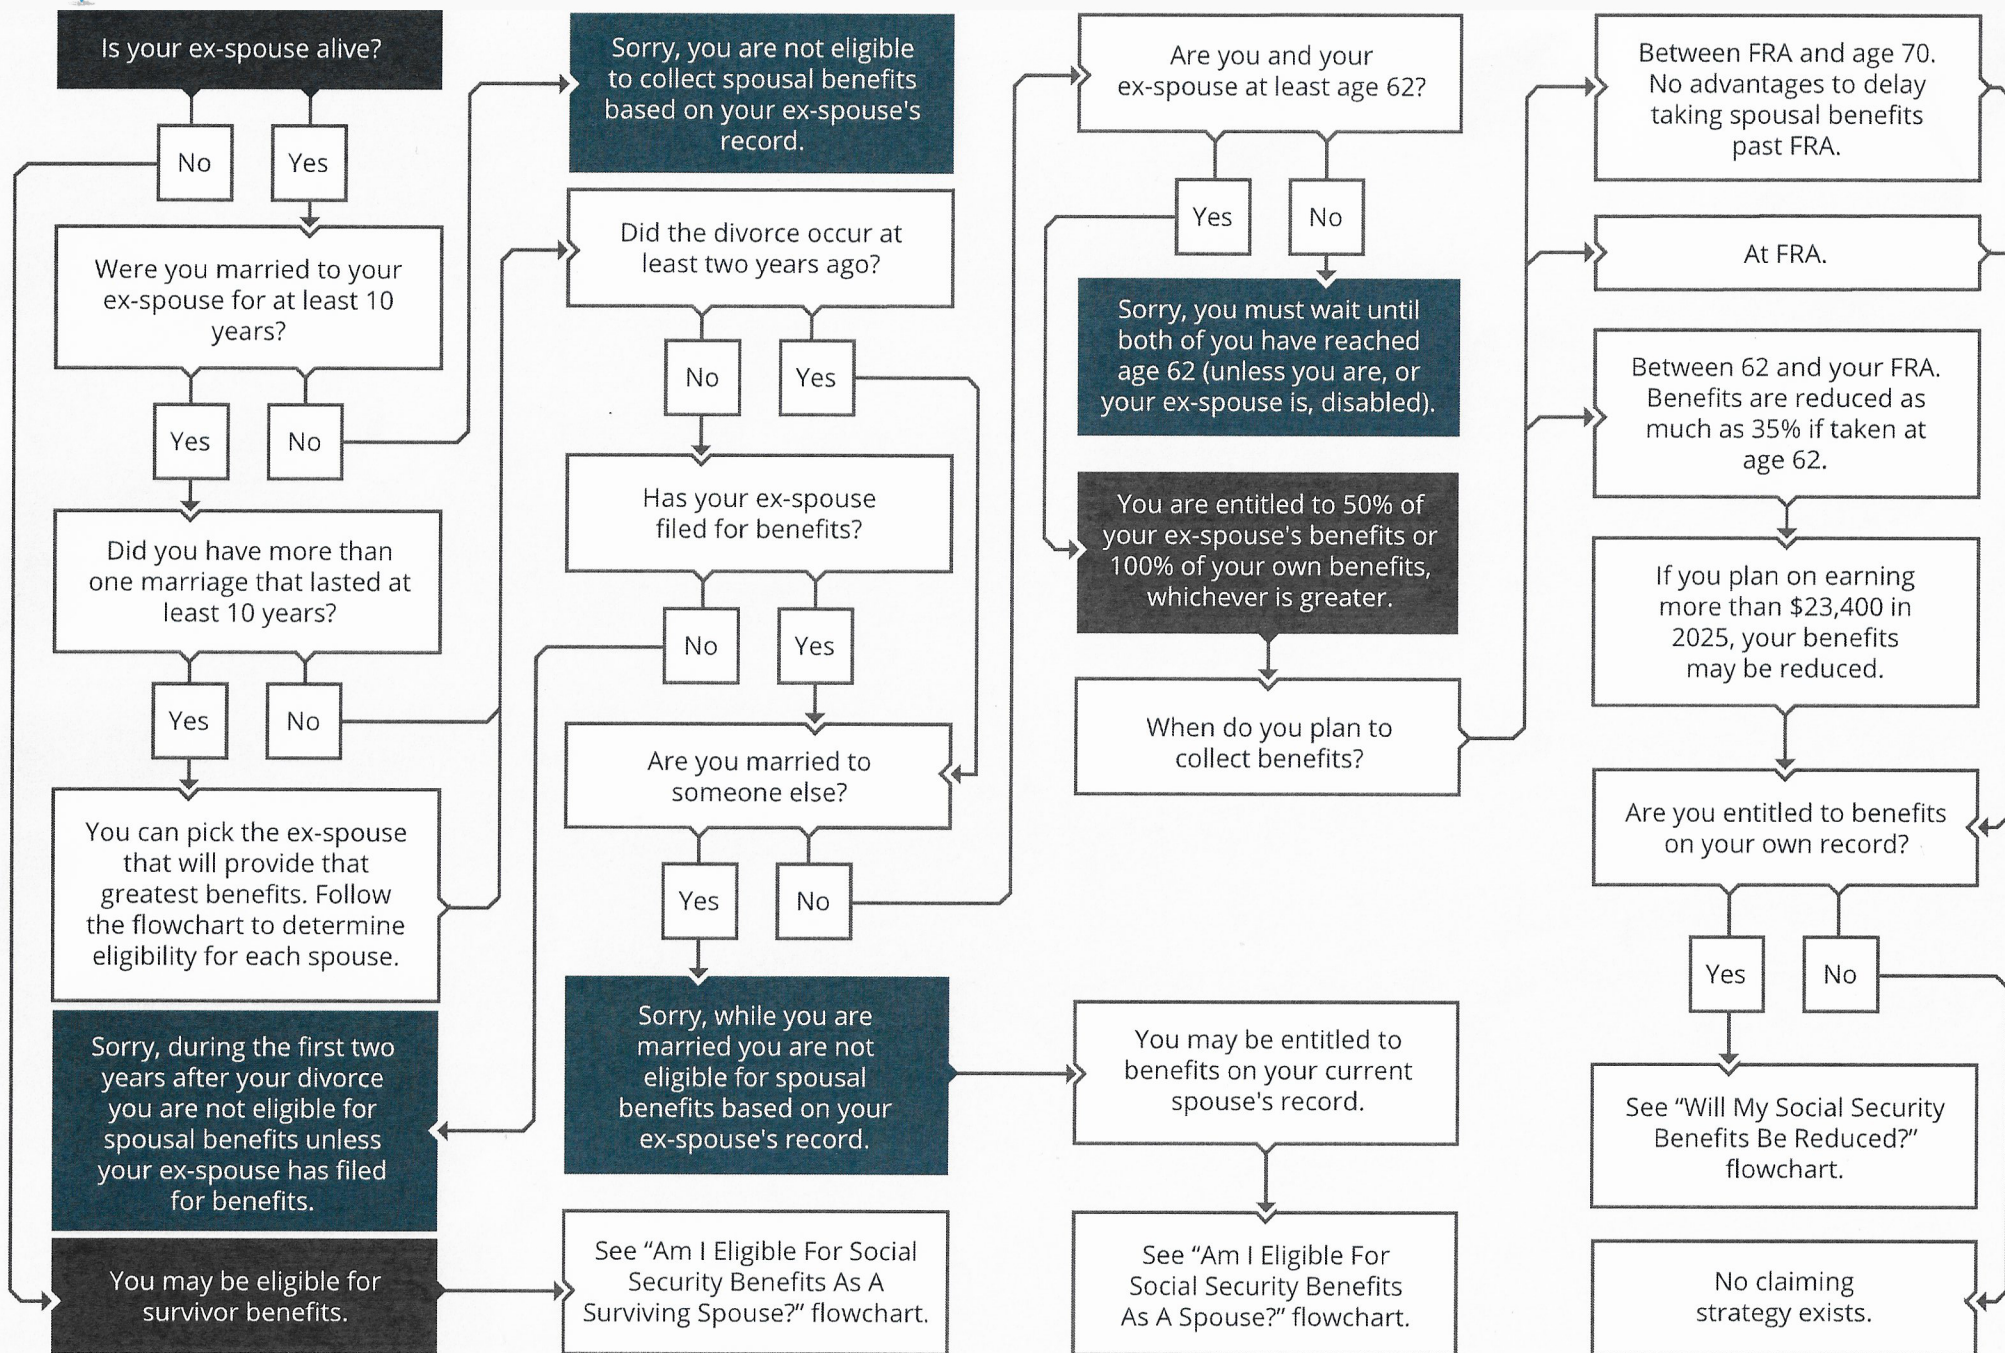 Is your ex-spouse alive?
No
Yes
Were you married to your
ex-spouse for at least 10
years?
Yes
No
Did you have more than
one marriage that lasted at
least 10 years?
Yes
No
You can pick the ex-spouse
that will provide that
greatest benefits. Follow
the flowchart to determine
eligibility for each spouse.
Sorry, during the first two
years after your divorce
you are not eligible for
spousal benefits unless
your ex-spouse has filed
for benefits.
You may be eligible for
survivor benefits.
Sorry, you are not eligible
to collect spousal benefits
based on your ex-spouse's
record.
Did the divorce occur at
least two years ago?
No
Yes
Has your ex-spouse
filed for benefits?
No
Yes
Are you married to
someone else?
Yes
No
Sorry, while you are
married you are not
eligible for spousal
benefits based on your
ex-spouse's record.
See “Am I Eligible For Social
Security Benefits As A
Surviving Spouse?” flowchart.
Are you and your
ex-spouse at least age 62?
Yes
No
Sorry, you must wait until
both of you have reached
age 62 (unless you are, or
your ex-spouse is, disabled).
You are entitled to 50% of
your ex-spouse's benefits or
100% of your own benefits,
whichever is greater.
When do you plan to
collect benefits?
You may be entitled to
benefits on your current
spouse's record.
See “Am I Eligible For
Social Security Benefits
As A Spouse?” flowchart.
Between FRA and age 70.
No advantages to delay
taking spousal benefits
past FRA.
At FRA.
Between 62 and your FRA.
Benefits are reduced as
much as 35% if taken at
age 62.
If you plan on earning
more than $23,400 in
2025, your benefits
may be reduced.
Are you entitled to benefits
on your own record?
Yes
No
See “Will My Social Security
Benefits Be Reduced?”
flowchart.
No claiming
strategy exists.